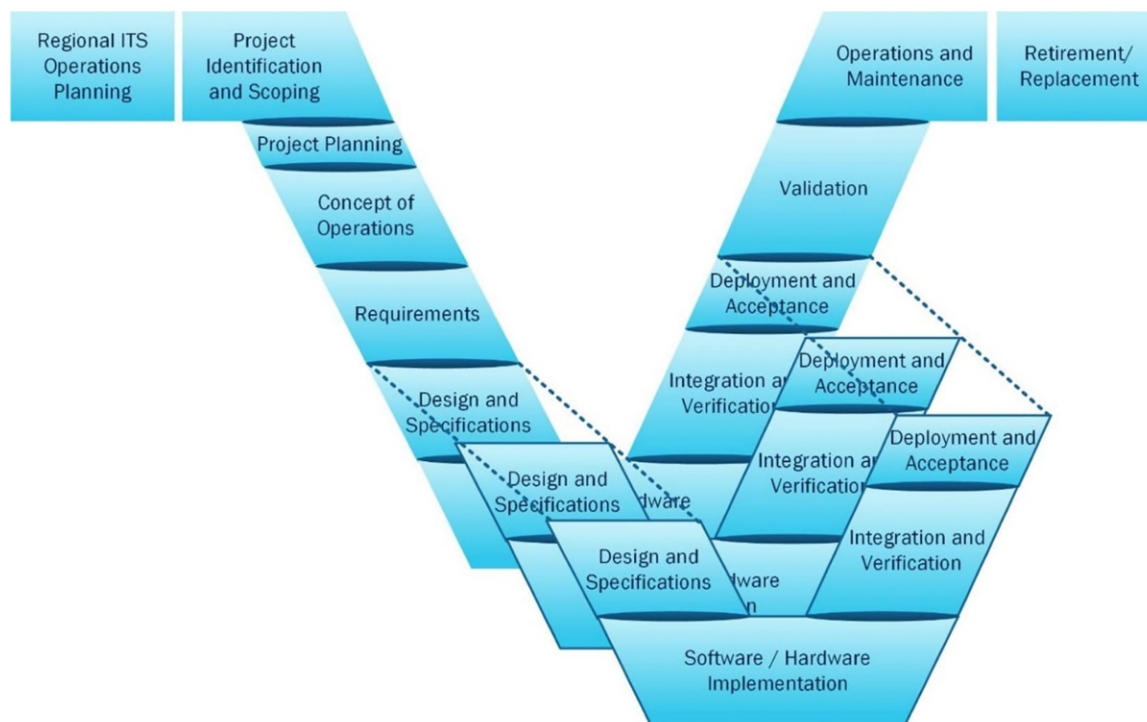 Regional ITS
Operations
Planning
Project
Identification
and Scoping
Operations and
Maintenance
Retirement/
Replacement
Project Planning
Concept of
Operations
Validation
Requirements
Deployment and
Acceptance
Design and
Specifications
Integration
Verification
Deployment and
Acceptance
Design and
Specifications
Integration
Verification
Deployment and
Acceptance
Design and
Specifications
Integration and
Verification
Software / Hardware
Implementation